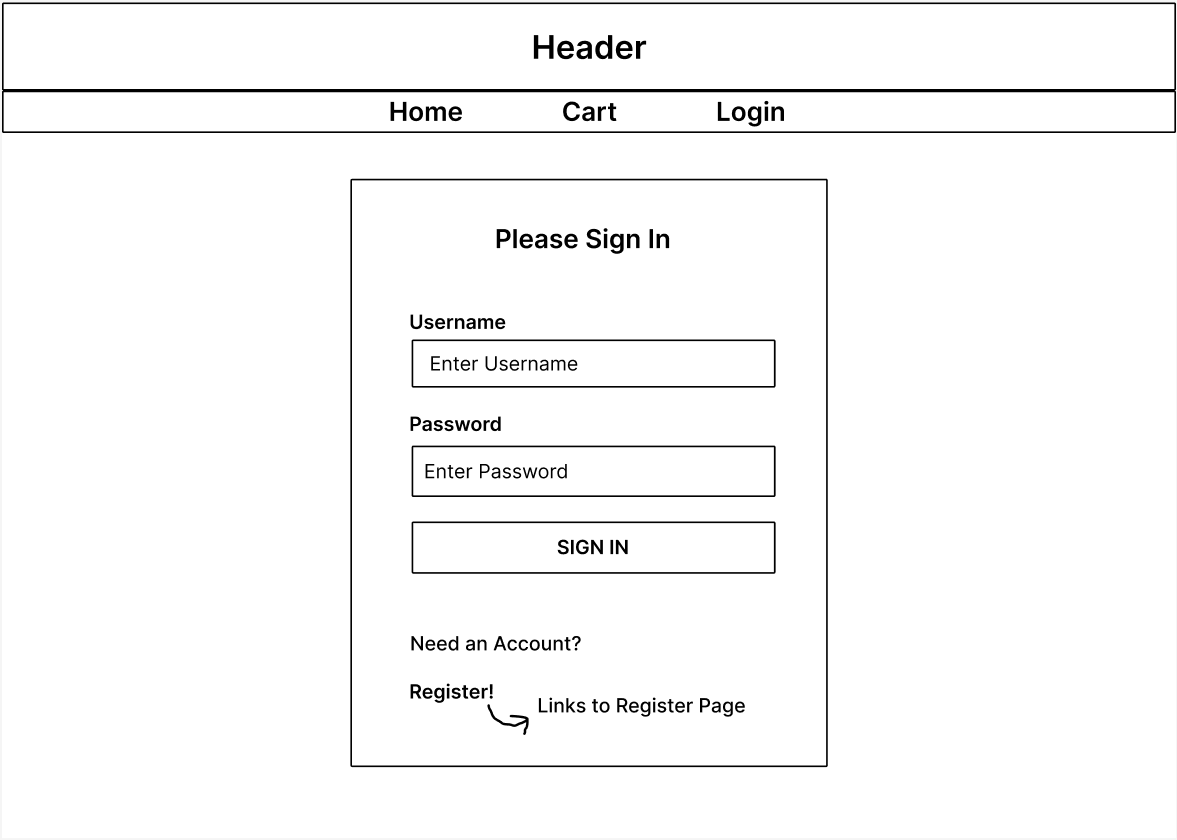 Header
Home Cart Login
Please Sign In
Username
Enter Username
Password
Enter Password
SIGN IN
Need an Account?
Register!
Links to Register Page